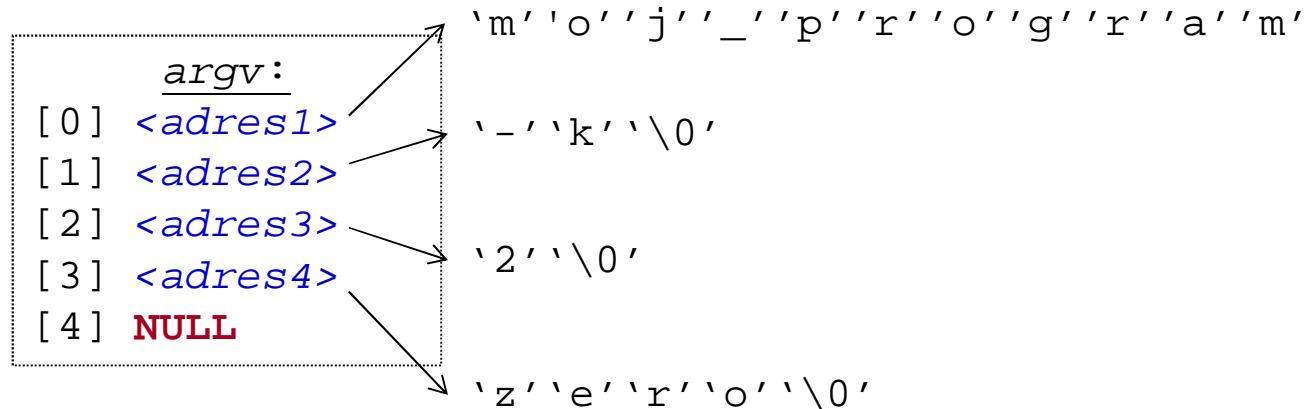 ‘m’'o’’j’’_’’p’’r’’o’’g’’r’’a’’m’
argv:
[0] <adres1>
‘-’‘k’‘\0’
[1] <adres2>
[2] <adres3>
‘2’‘\0’
[3] <adres4>
[4] NULL
‘z’‘e’‘r’‘o’‘\0’